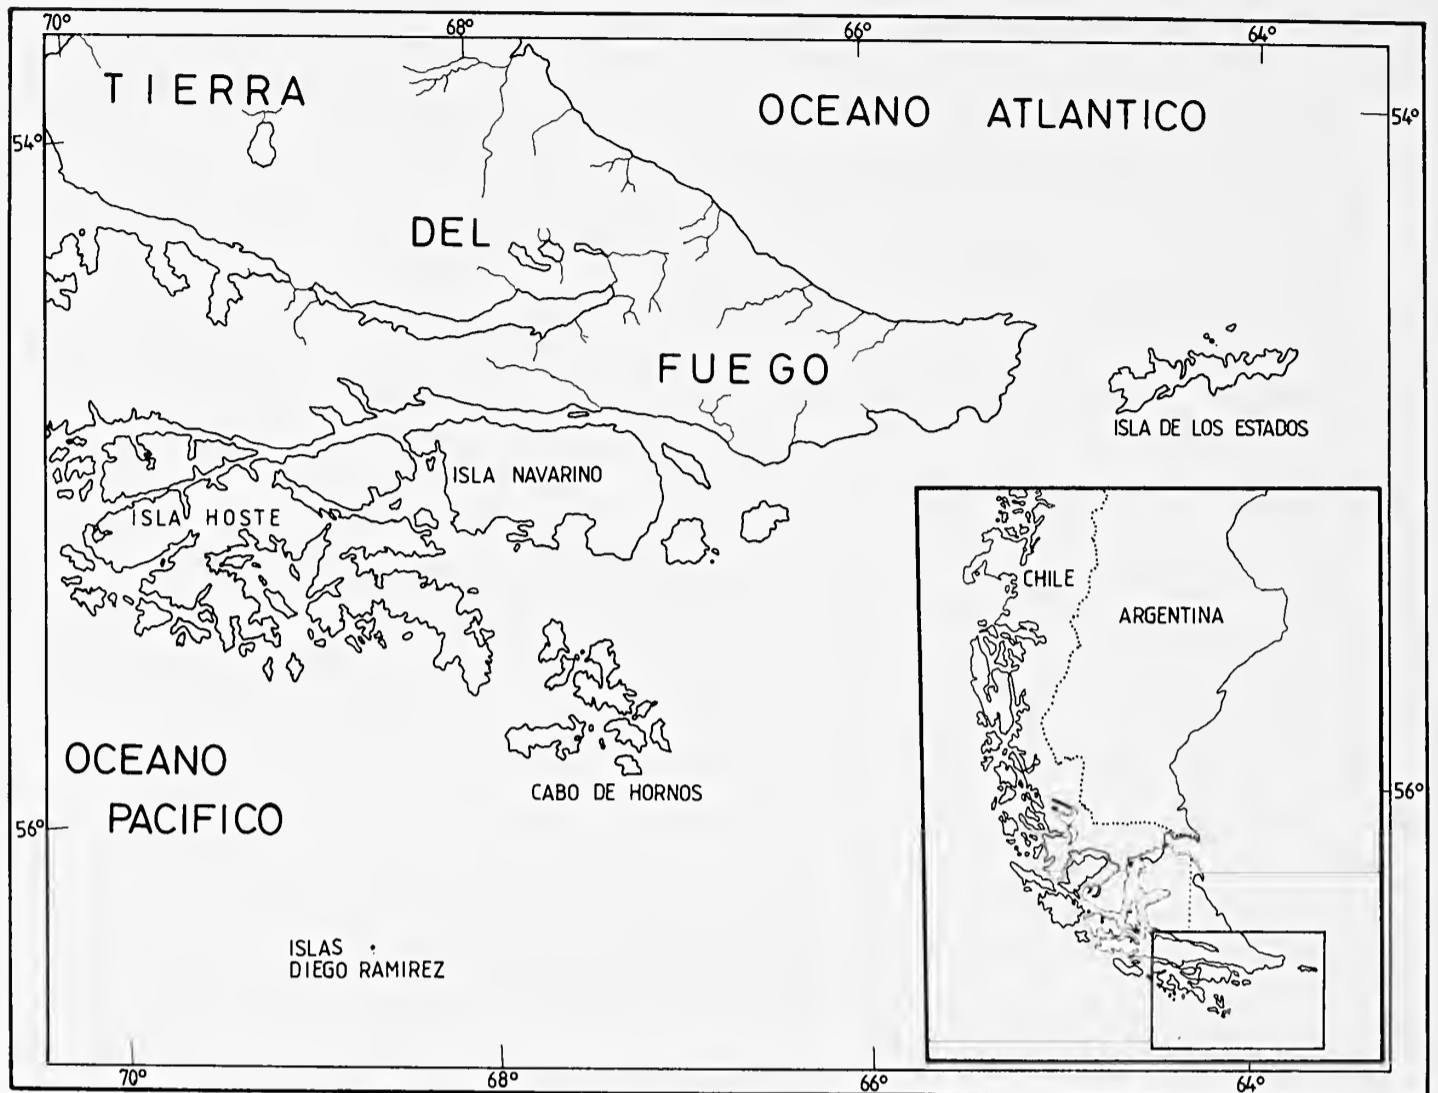 70°
68°
66°
64°
TIERRA
OCEANO ATLANTICO
54°
54°
DEL
FUEGO
ISLA DE LOS ESTADOS
ISLA NAVARINO
ISLA HOSTE
CHILE
ARGENTINA
OCEANO
PACIFICO
CABO DE HORNOS
56°
56°
ISLAS
DIEGO RAMIREZ
70°
68°
66°
64°